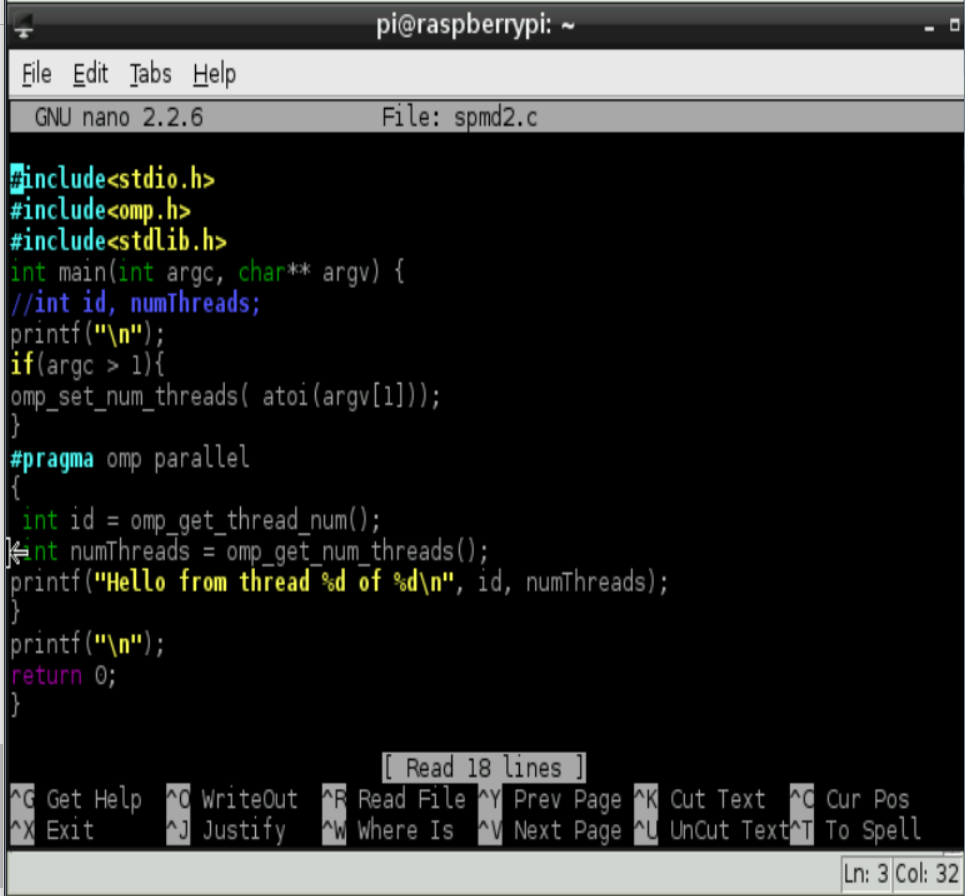 pi@raspberrypi: ~
File Edit Tabs Help
GNU nano 2.2.6 File: spmd2.c
#include<stdio.h>
#include<omp.h>
#include<stdlib.h>
int main(int argc, char** argv) {
//int id, numThreads;
printf("\n");
if(argc > 1){
omp_set_num_threads( atoi(argv[1]));
}
#pragma omp parallel
{
int id = omp_get_thread_num();
int numThreads = omp_get_num_threads();
printf("Hello from thread %d of %d\n", id, numThreads);
}
printf("\n");
return 0;
}
[ Read 18 lines ]
^G Get Help ^O WriteOut ^R Read File ^Y Prev Page ^K Cut Text ^C Cur Pos
^X Exit ^J Justify ^W Where Is ^V Next Page ^U UnCut Text^T To Spell
Ln: 3 Col: 32